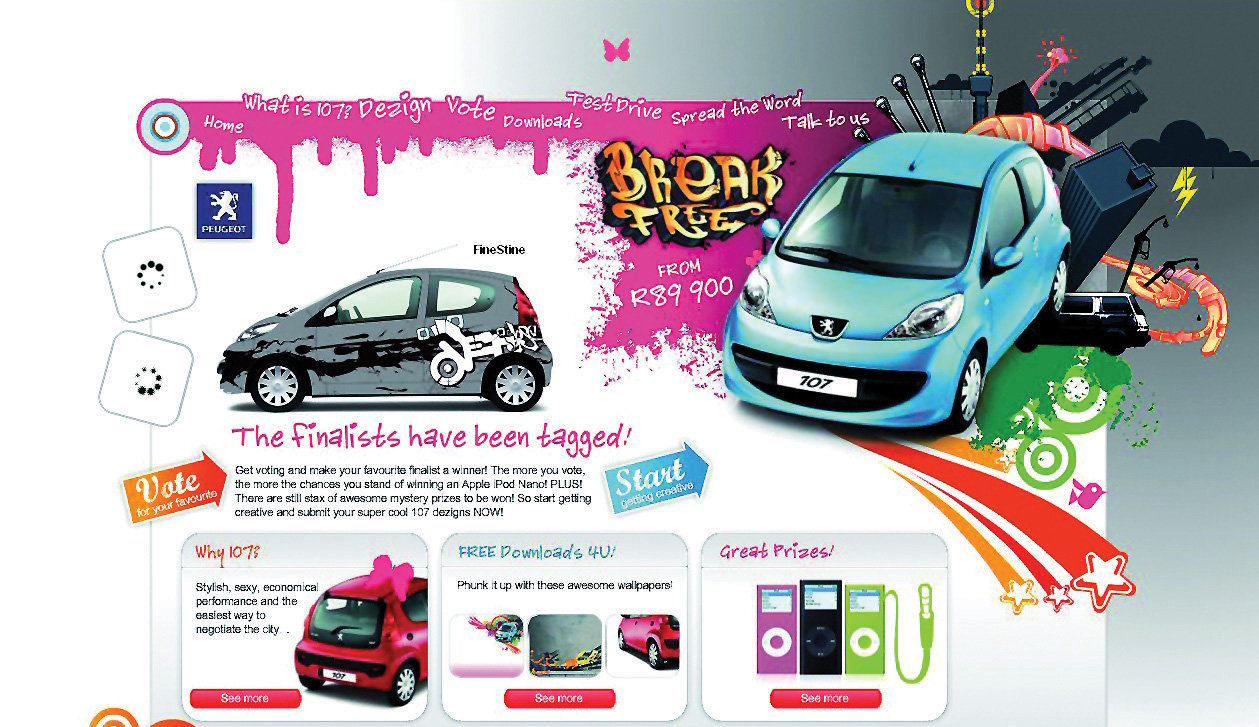 Home
What is 107?
Dezign
Vote
Downloads
Test Drive
Spread the Word
Talk to us
BREAK
FREE
PEUGEOT
FineStine
FROM
R89 900
107
The finalists have been tagged!
Vote
for your favourite
Get voting and make your favourite finalist a winner! The more you vote,
the more the chances you stand of winning an Apple iPod Nano! PLUS!
There are still stax of awesome mystery prizes to be won! So start getting
creative and submit your super cool 107 dezigns NOW!
Start
getting creative
Why 107?
Stylish, sexy, economical
performance and the
easiest way to
negotiate the city. .
107
See more
FREE Downloads 4U!
Phunk it up with these awesome wallpapers!
See more
Great Prizes!
See more